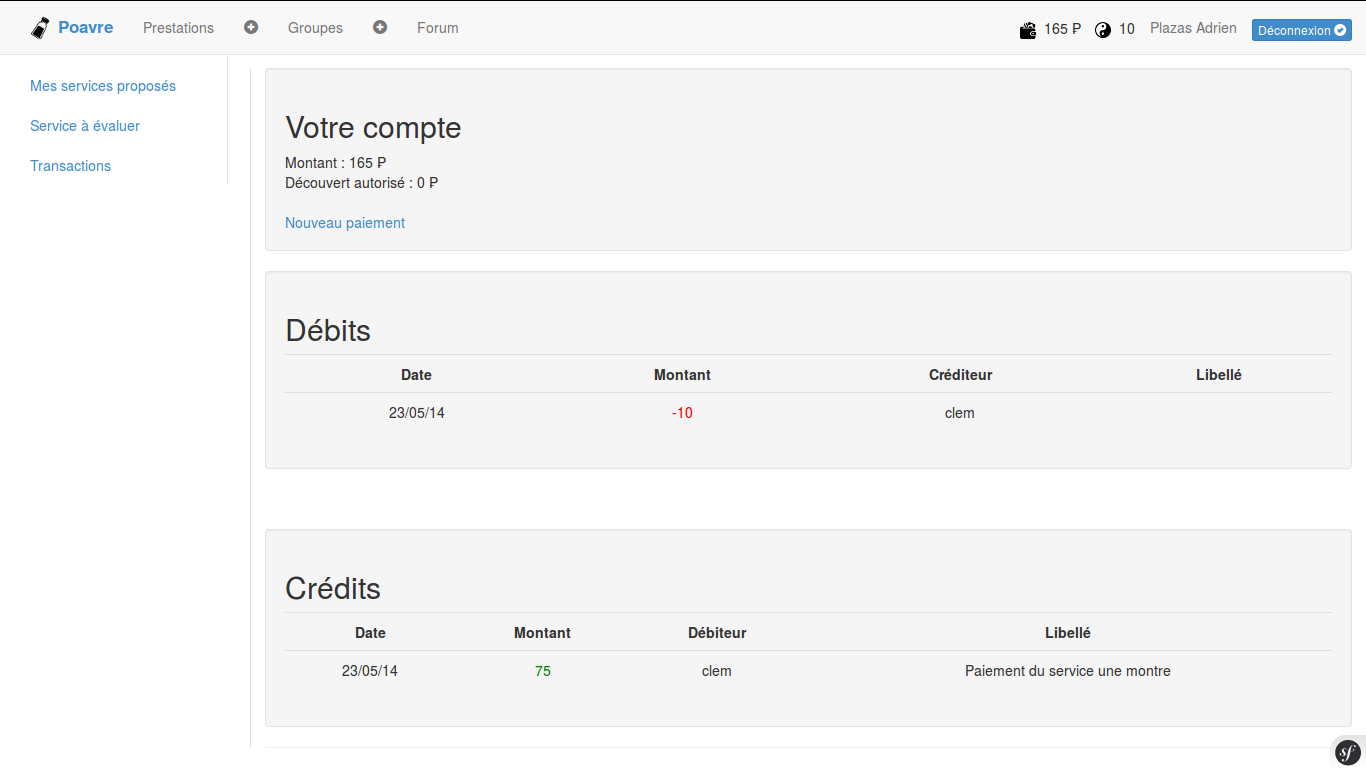 Poavre Prestations Groupes Forum 165 P 10 Plazas Adrien Déconnexion
Mes services proposés
Service à évaluer
Transactions
Votre compte
Montant : 165 P
Découvert autorisé : 0 P
Nouveau paiement
Débits
Date Montant Créditeur Libellé
23/05/14 -10 clem
Crédits
Date Montant Débiteur Libellé
23/05/14 75 clem Paiement du service une montre
sf